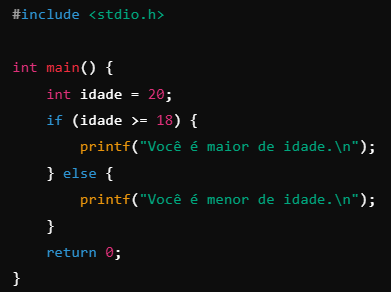 #include <stdio.h>

int main() {
    int idade = 20;
    if (idade >= 18) {
        printf("Você é maior de idade.\n");
    } else {
        printf("Você é menor de idade.\n");
    }
    return 0;
}